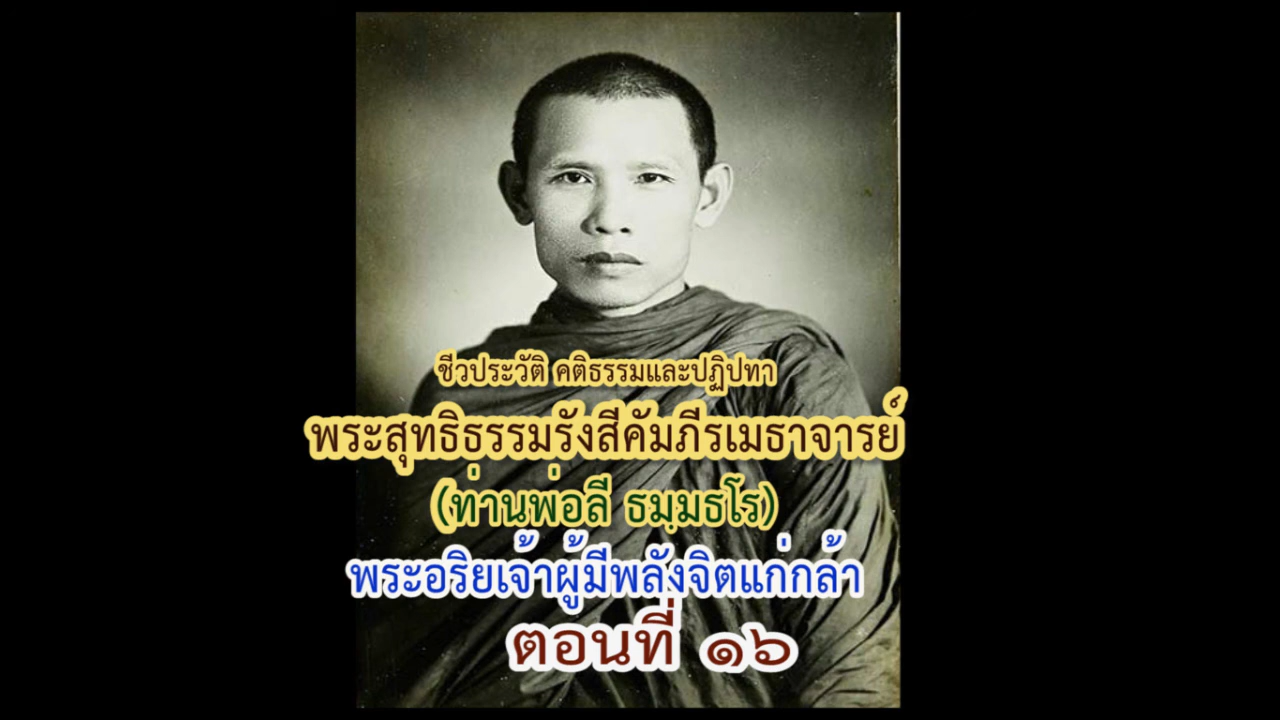 ชีวประวัติ คติธรรมและปฏิปทา
พระสุทธิธรรมรังสีคัมภีรเมธาจารย์
(ท่านพ่อลี ธมฺมธโร)
พระอริยเจ้าผู้มีพลังจิตแก่กล้า
ตอนที่ ๑๖